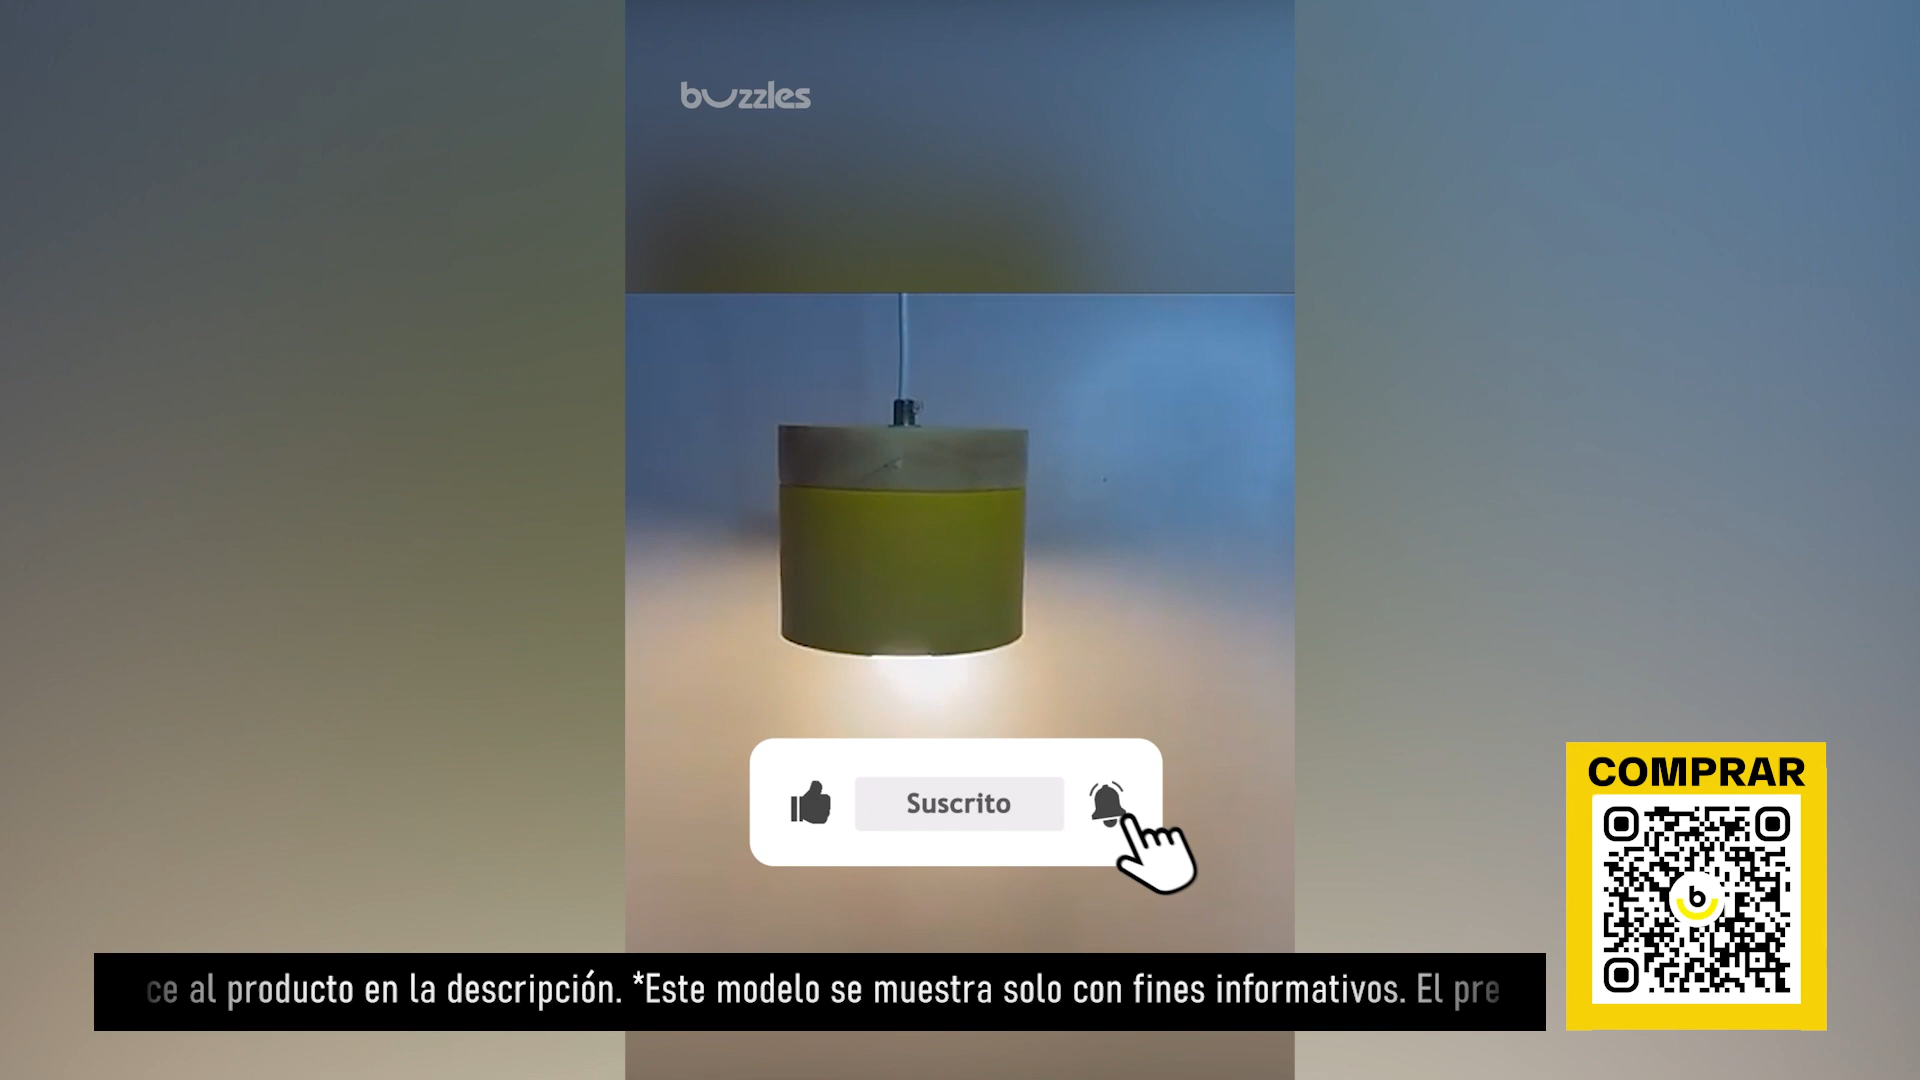 buzzles
Suscrito
COMPRAR
b
ce al producto en la descripción. *Este modelo se muestra solo con fines informativos. El pre